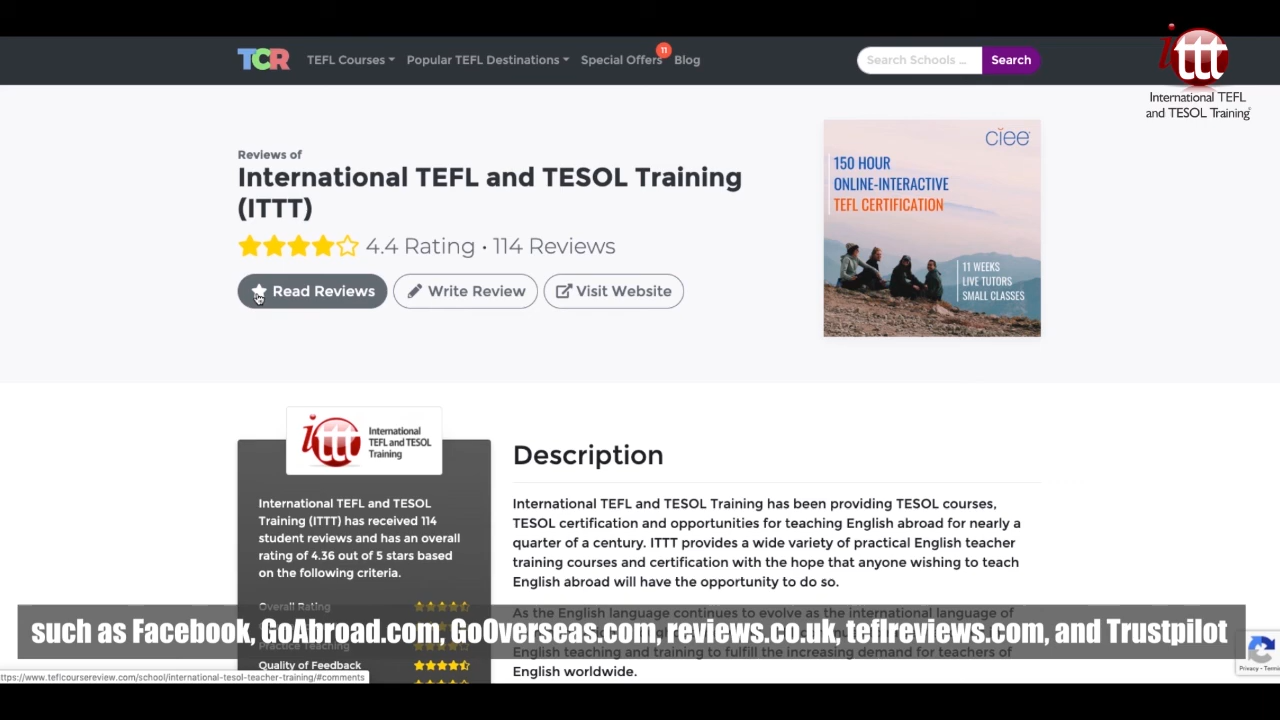 TCR TEFL Courses Popular TEFL Destinations Special Offers 11 Blog Search Schools ... Search
ittt
International TEFL
and TESOL Training
Reviews of
International TEFL and TESOL Training
(ITTT)
4.4 Rating • 114 Reviews
Read Reviews Write Review Visit Website
ciee
150 HOUR
ONLINE-INTERACTIVE
TEFL CERTIFICATION
11 WEEKS
LIVE TUTORS
SMALL CLASSES
ittt
International
TEFL and TESOL
Training
International TEFL and TESOL
Training (ITTT) has received 114
student reviews and has an overall
rating of 4.36 out of 5 stars based
on the following criteria.
Overall Rating
Practice Teaching
Quality of Feedback
Description
International TEFL and TESOL Training has been providing TESOL courses,
TESOL certification and opportunities for teaching English abroad for nearly a
quarter of a century. ITTT provides a wide variety of practical English teacher
training courses and certification with the hope that anyone wishing to teach
English abroad will have the opportunity to do so.
As the English language continues to evolve as the international language of
English teaching and training to fulfill the increasing demand for teachers of
English worldwide.
such as Facebook, GoAbroad.com, GoOverseas.com, reviews.co.uk, teflreviews.com, and Trustpilot
Privacy - Terms
https://www.teflcoursereview.com/school/international-tesol-teacher-training/#comments